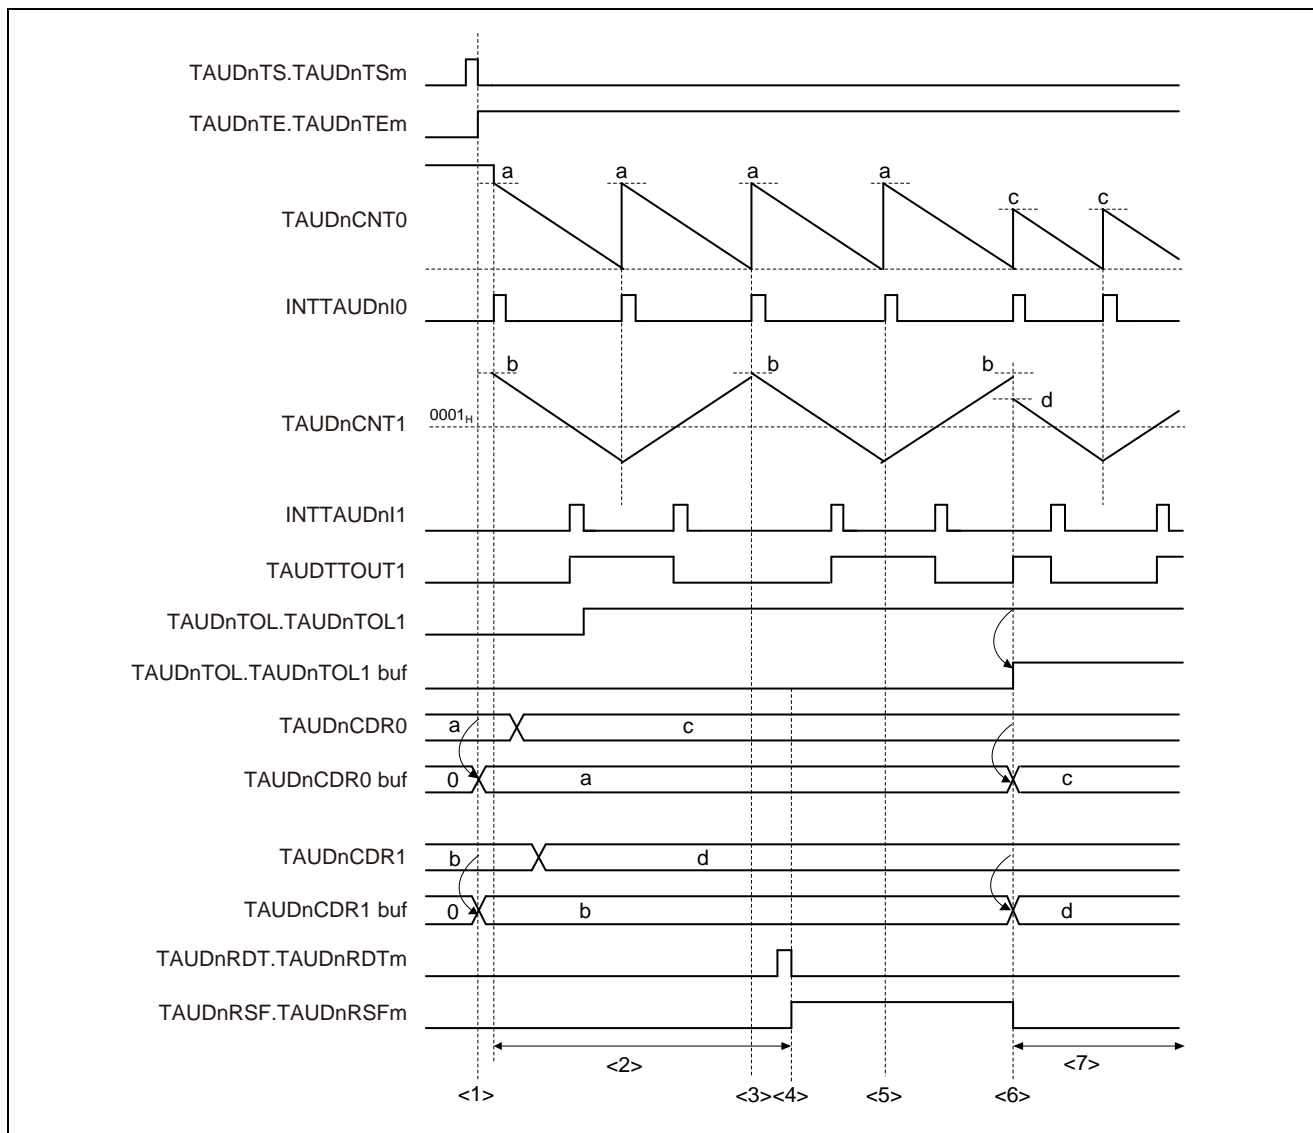 TAUDnTS.TAUDnTSm
TAUDnTE.TAUDnTEm
a a a a
c c
TAUDnCNT0
INTTAUDnI0
b b b
d
0001H
TAUDnCNT1
INTTAUDnI1
TAUDTTOUT1
TAUDnTOL.TAUDnTOL1
TAUDnTOL.TAUDnTOL1 buf
TAUDnCDR0 a c
TAUDnCDR0 buf 0 a c
TAUDnCDR1 b d
TAUDnCDR1 buf 0 b d
TAUDnRDT.TAUDnRDTm
TAUDnRSF.TAUDnRSFm
<2> <7>
<1> <3><4> <5> <6>